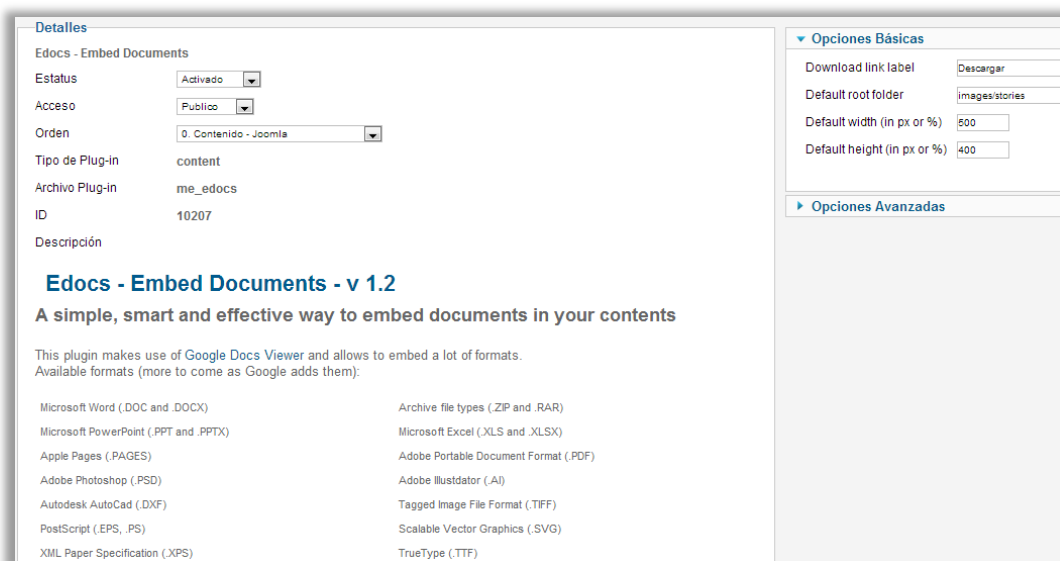 Detalles
Edocs - Embed Documents
Estatus Activado
Acceso Publico
Orden 0. Contenido - Joomla
Tipo de Plug-in content
Archivo Plug-in me_edocs
ID 10207
Descripción
Edocs - Embed Documents - v 1.2
A simple, smart and effective way to embed documents in your contents
This plugin makes use of Google Docs Viewer and allows to embed a lot of formats.
Available formats (more to come as Google adds them):
Microsoft Word (.DOC and .DOCX) Archive file types (.ZIP and .RAR)
Microsoft PowerPoint (.PPT and .PPTX) Microsoft Excel (.XLS and .XLSX)
Apple Pages (.PAGES) Adobe Portable Document Format (.PDF)
Adobe Photoshop (.PSD) Adobe Illustdator (.AI)
Autodesk AutoCad (.DXF) Tagged Image File Format (.TIFF)
PostScript (.EPS, .PS) Scalable Vector Graphics (.SVG)
XML Paper Specification (.XPS) TrueType (.TTF)
Opciones Básicas
Download link label Descargar
Default root folder images/stories
Default width (in px or %) 500
Default height (in px or %) 400
Opciones Avanzadas